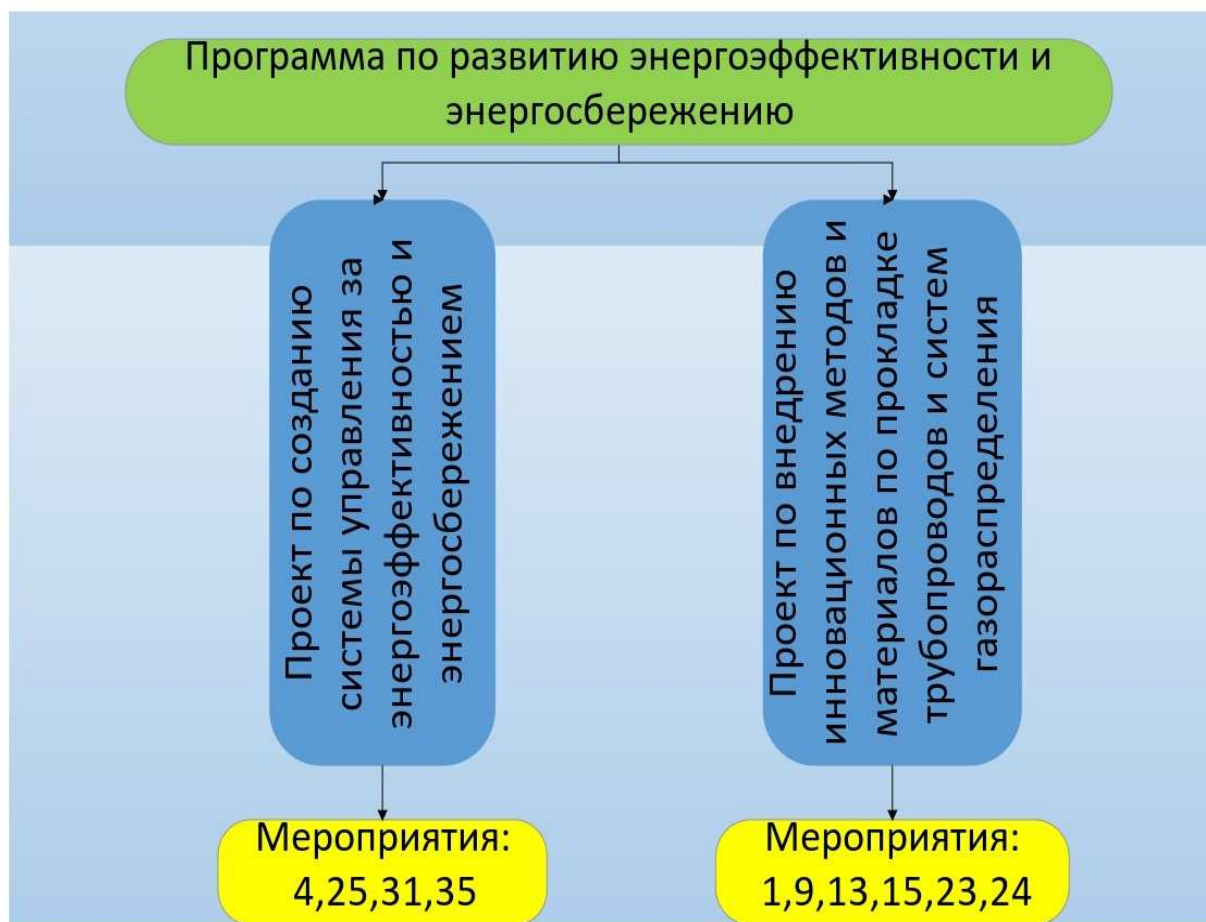 Программа по развитию энергоэффективности и
энергосбережению
Проект по созданию
системы управления за
энергоэффективностью и
энергосбережением
Проект по внедрению
инновационных методов и
материалов по прокладке
трубопроводов и систем
газораспределения
Мероприятия:
4,25,31,35
Мероприятия:
1,9,13,15,23,24